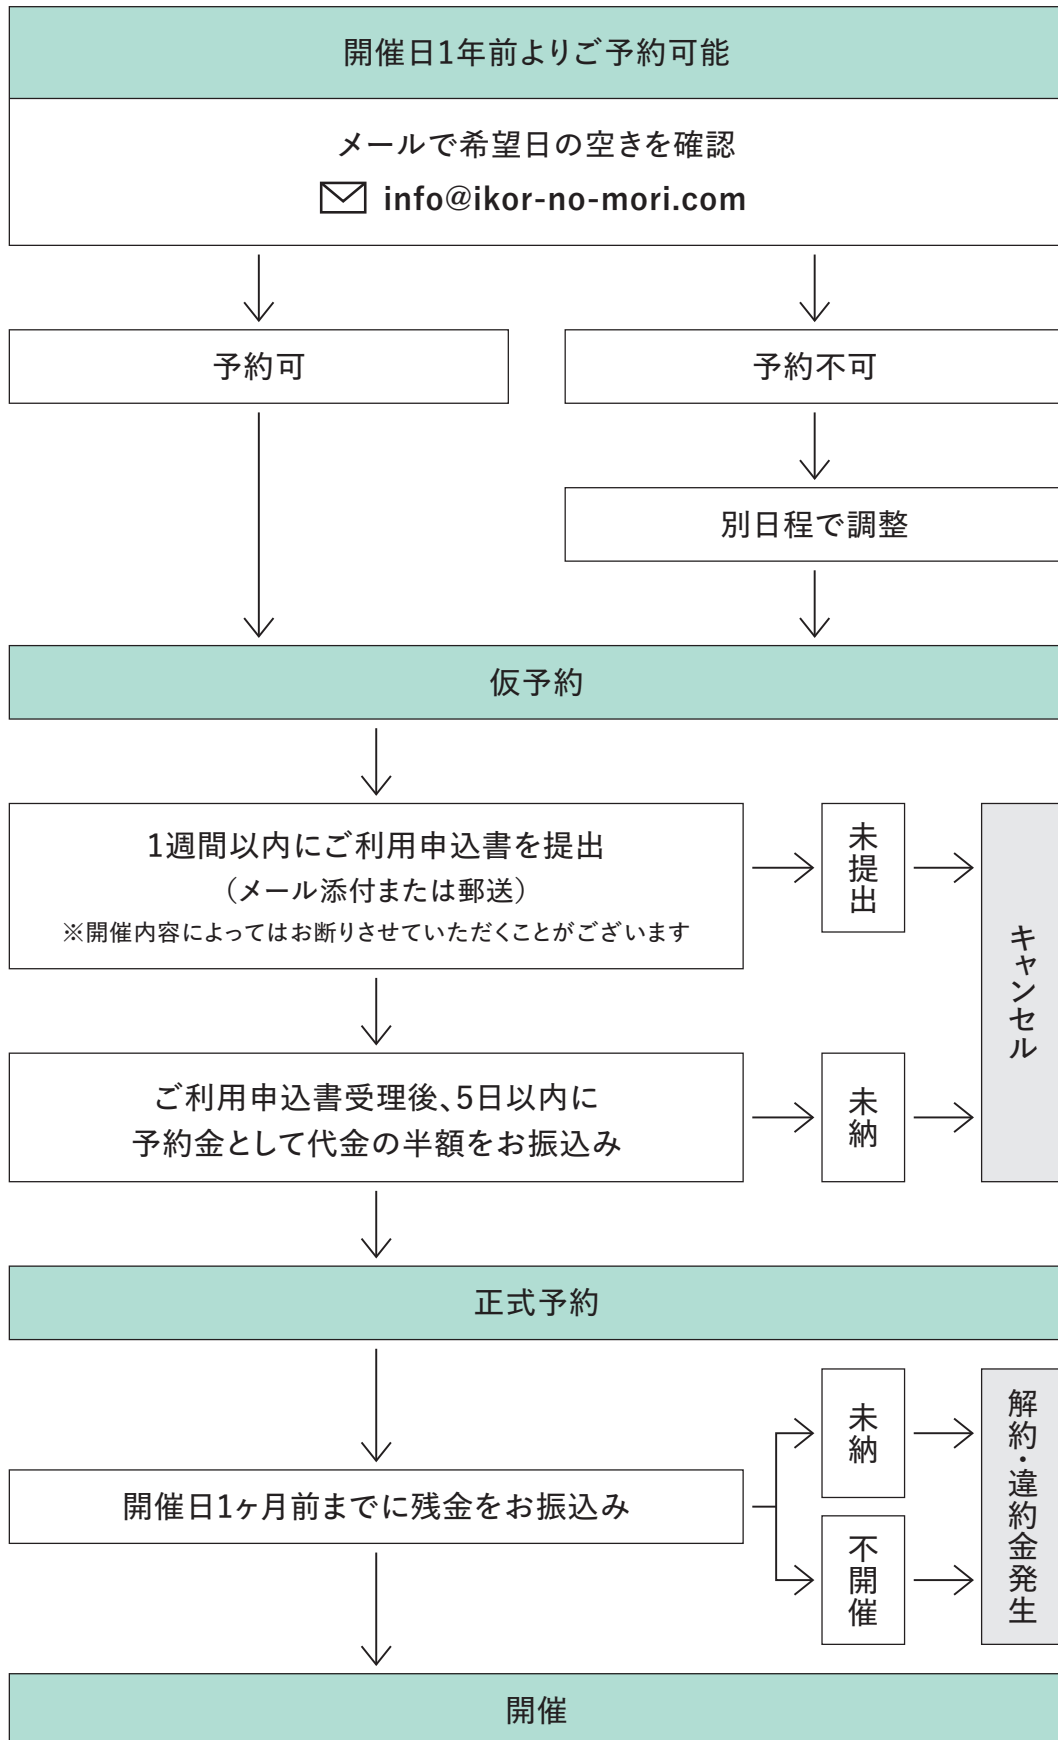 開催日1年前よりご予約可能
メールで希望日の空きを確認
info@ikor-no-mori.com
予約可
予約不可
別日程で調整
仮予約
1週間以内にご利用申込書を提出
（メール添付または郵送）
※開催内容によってはお断りさせていただくことがございます
未提出
キャンセル
ご利用申込書受理後、5日以内に
予約金として代金の半額をお振込み
未納
正式予約
開催日1ヶ月前までに残金をお振込み
未納
不開催
解約・違約金発生
開催